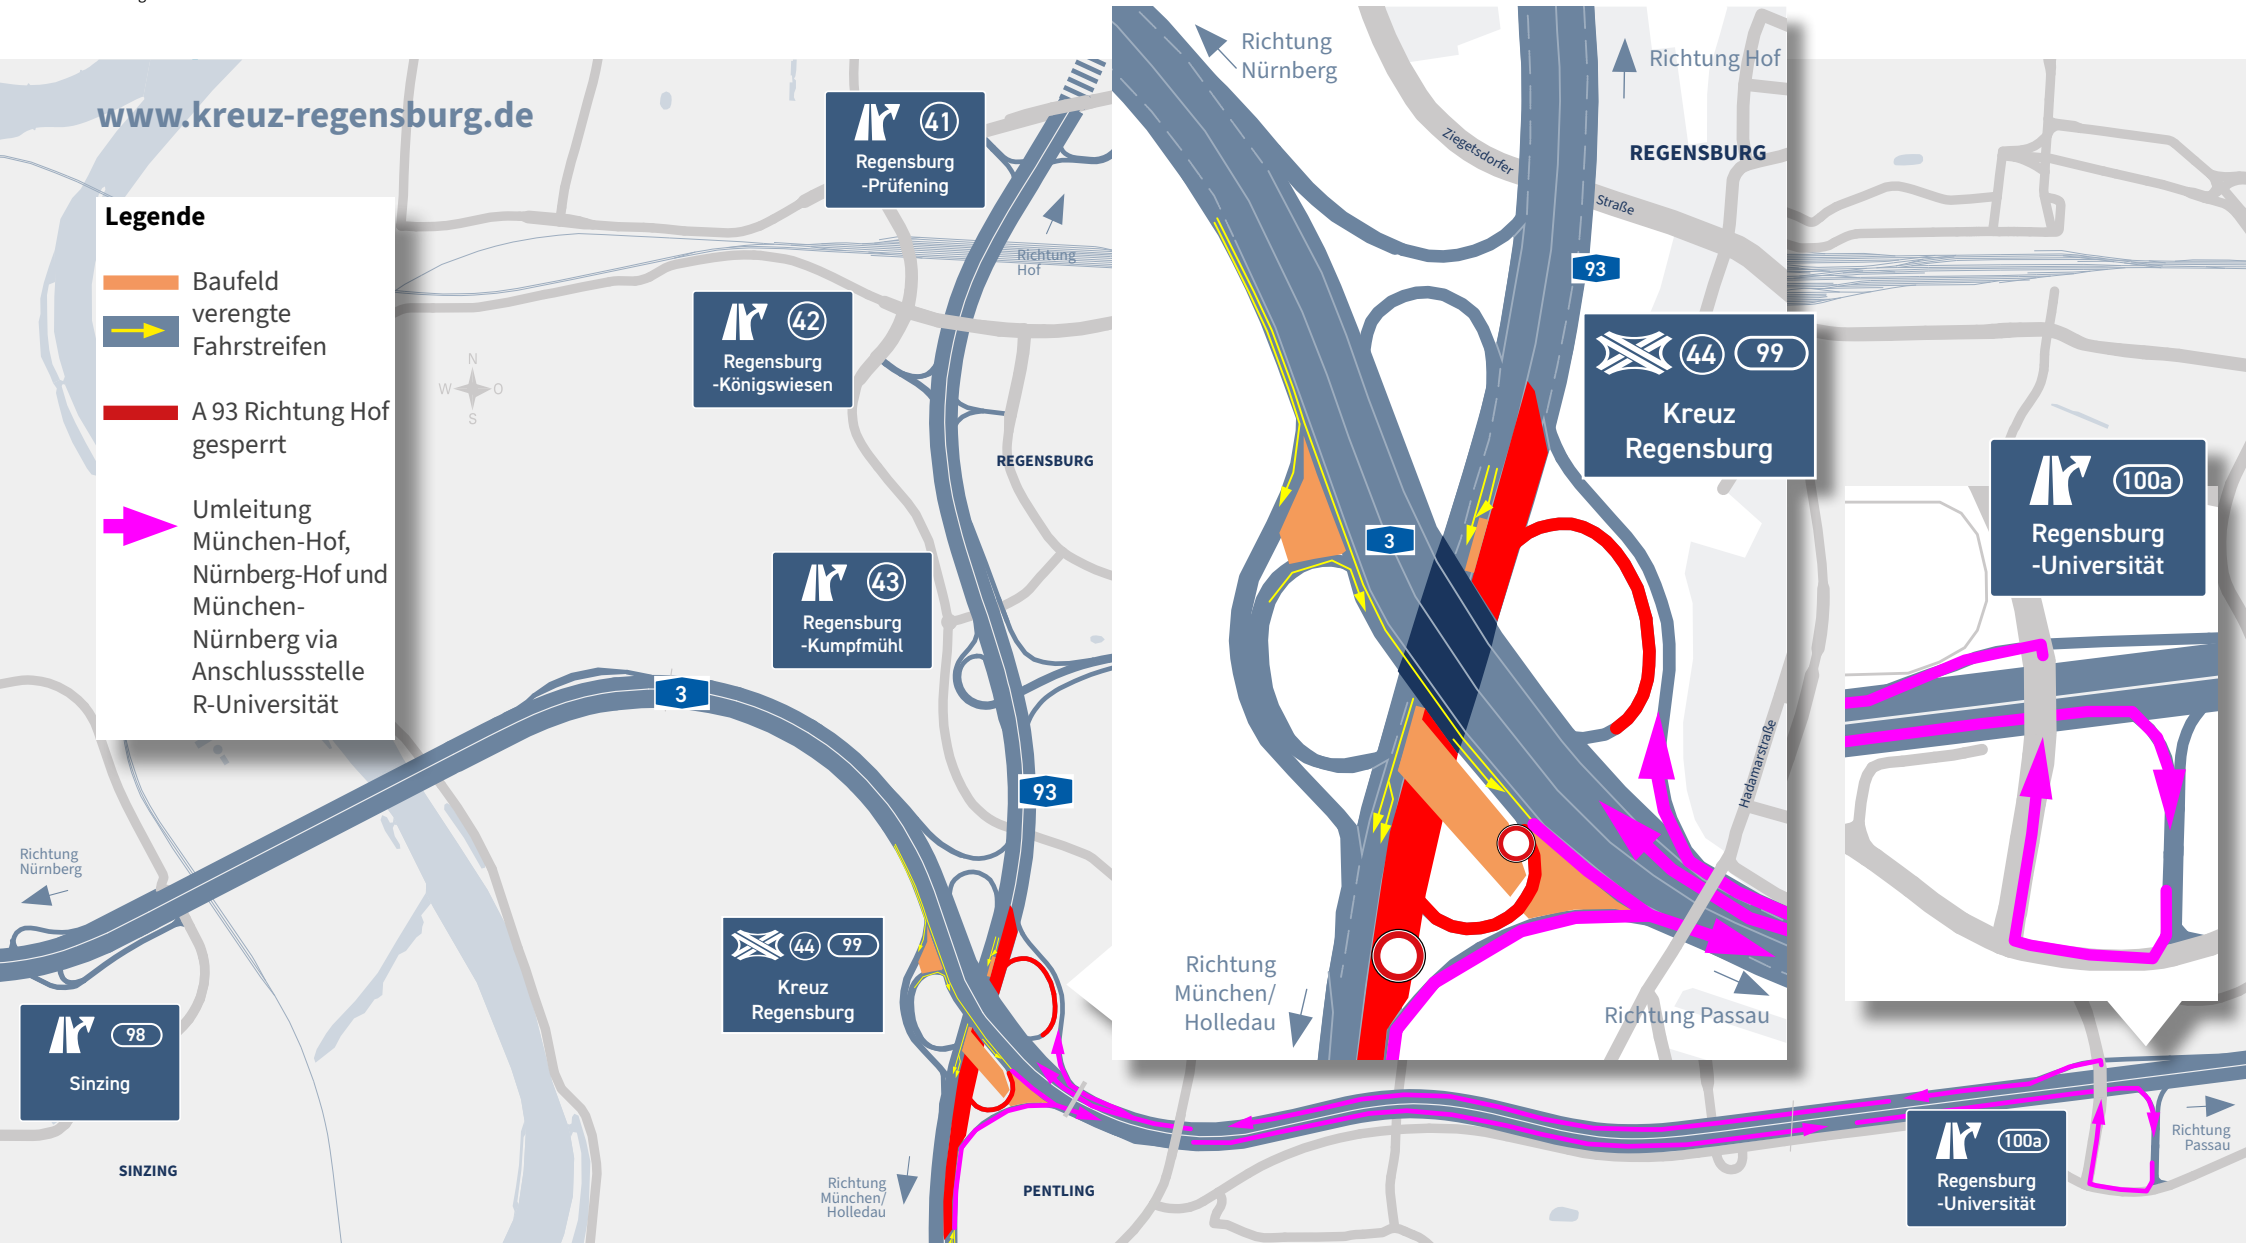 www.kreuz-regensburg.de
Legende
Baufeld
verengte
Fahrstreifen
A 93 Richtung Hof
gesperrt
Umleitung
München-Hof,
Nürnberg-Hof und
München-
Nürnberg via
Anschlussstelle
R-Universität
N
W O
S
41
Regensburg
-Prüfening
Richtung
Hof
42
Regensburg
-Königswiesen
REGENSBURG
43
Regensburg
-Kumpfmühl
3
93
Richtung
Nürnberg
98
Sinzing
SINZING
44 99
Kreuz
Regensburg
Richtung
München/
Holledau
PENTLING
Richtung
Nürnberg
Richtung Hof
Ziegetsdorfer
Straße
REGENSBURG
93
44 99
Kreuz
Regensburg
3
Hadamarstraße
Richtung
München/
Holledau
Richtung Passau
100a
Regensburg
-Universität
100a
Regensburg
-Universität
Richtung
Passau